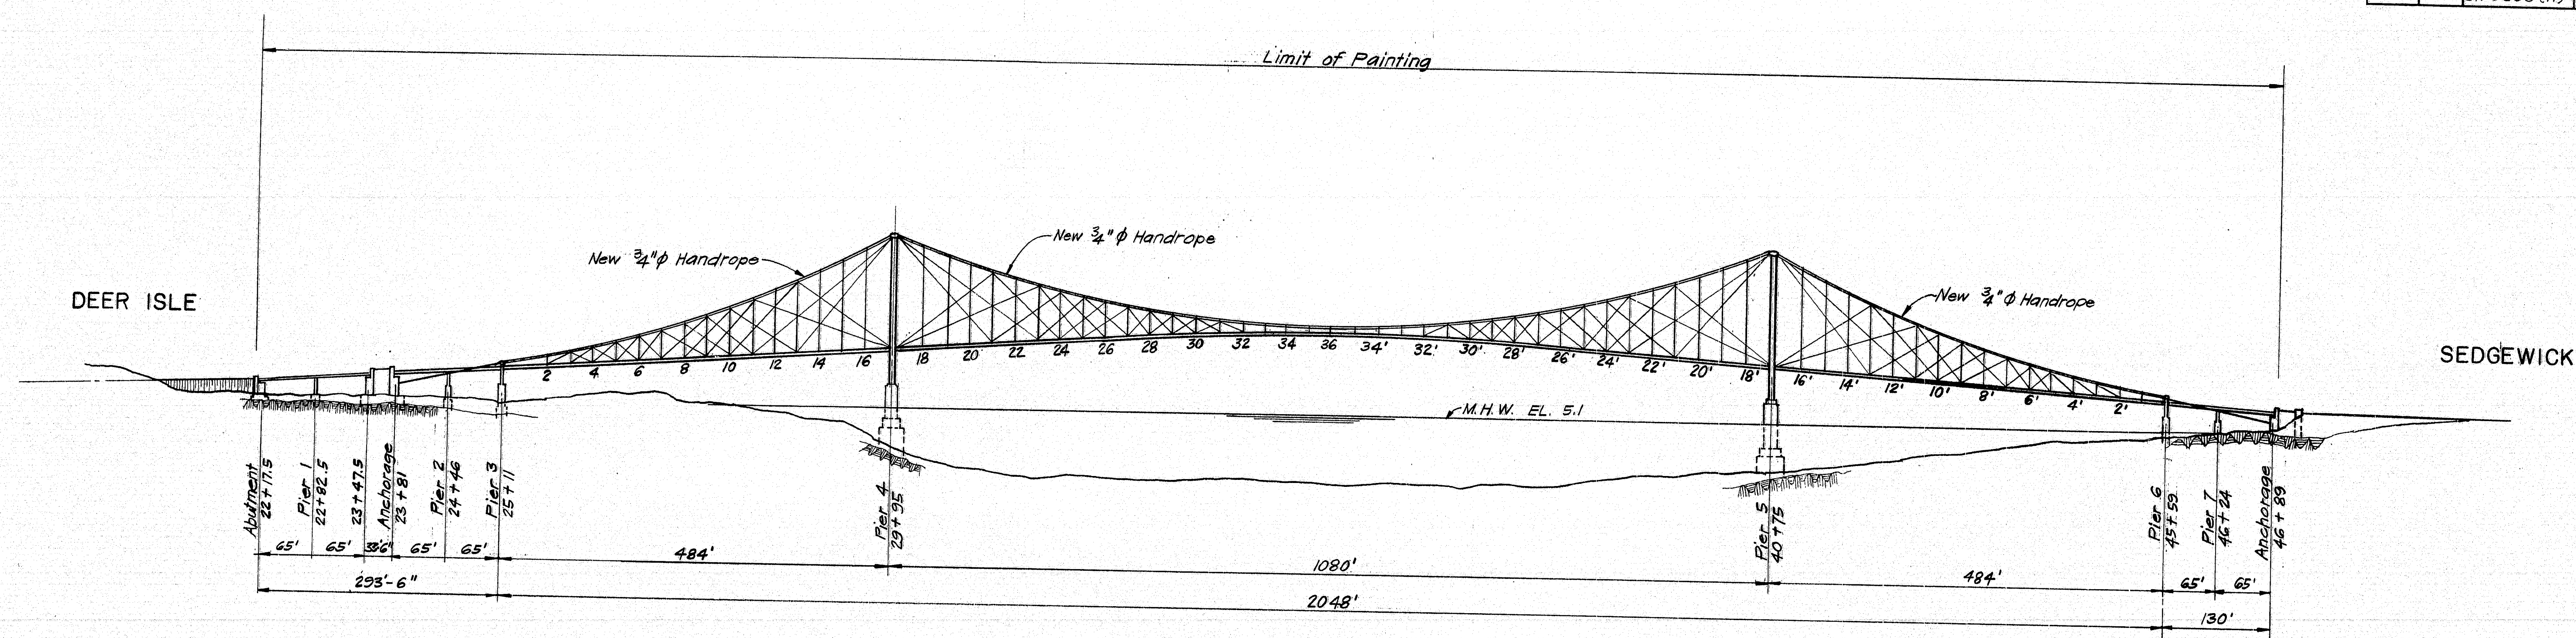 Limit of Painting
New 3/4" φ Handrope
New 3/4" φ Handrope
New 3/4" φ Handrope
DEER ISLE
SEDGEWICK
2 4 6 8 10 12 14 16 18 20 22 24 26 28 30 32 34 36 34' 32' 30' 28' 26' 24' 22' 20' 18' 16' 14' 12' 10' 8' 6' 4' 2'
M.H.W. EL. 5.1
Abutment
22+17.5
Pier 1
22+82.5
23+47.5
Anchorage
23+81
Pier 2
24+46
Pier 3
25+11
Pier 4
29+95
Pier 5
40+75
Pier 6
45+59
Pier 7
46+24
Anchorage
46+89
65' 65' 33'6" 65' 65' 484' 1080' 484' 65' 65'
293'-6" 2048' 130'